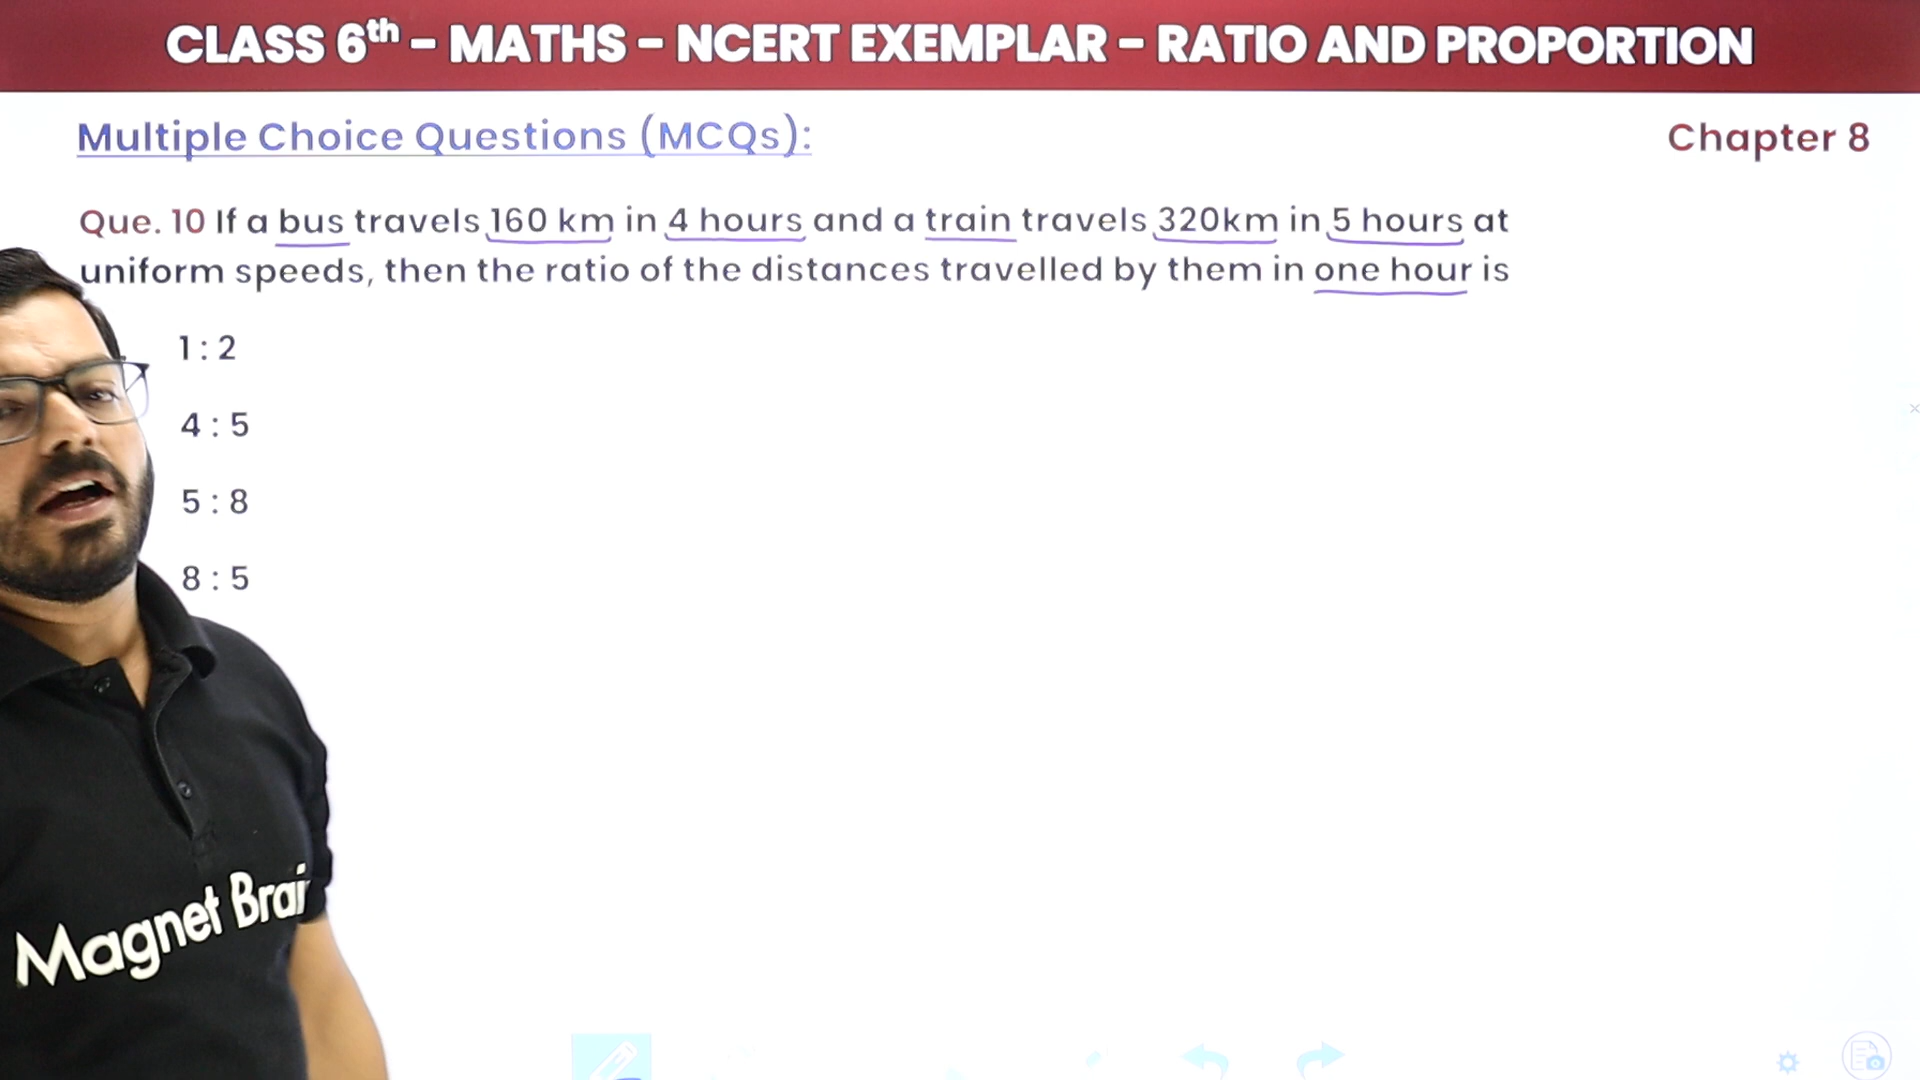 CLASS 6th – MATHS – NCERT EXEMPLAR – RATIO AND PROPORTION
Multiple Choice Questions (MCQs):
Chapter 8
Que. 10 If a bus travels 160 km in 4 hours and a train travels 320km in 5 hours at
uniform speeds, then the ratio of the distances travelled by them in one hour is
1 : 2
4 : 5
5 : 8
8 : 5
Magnet Brai